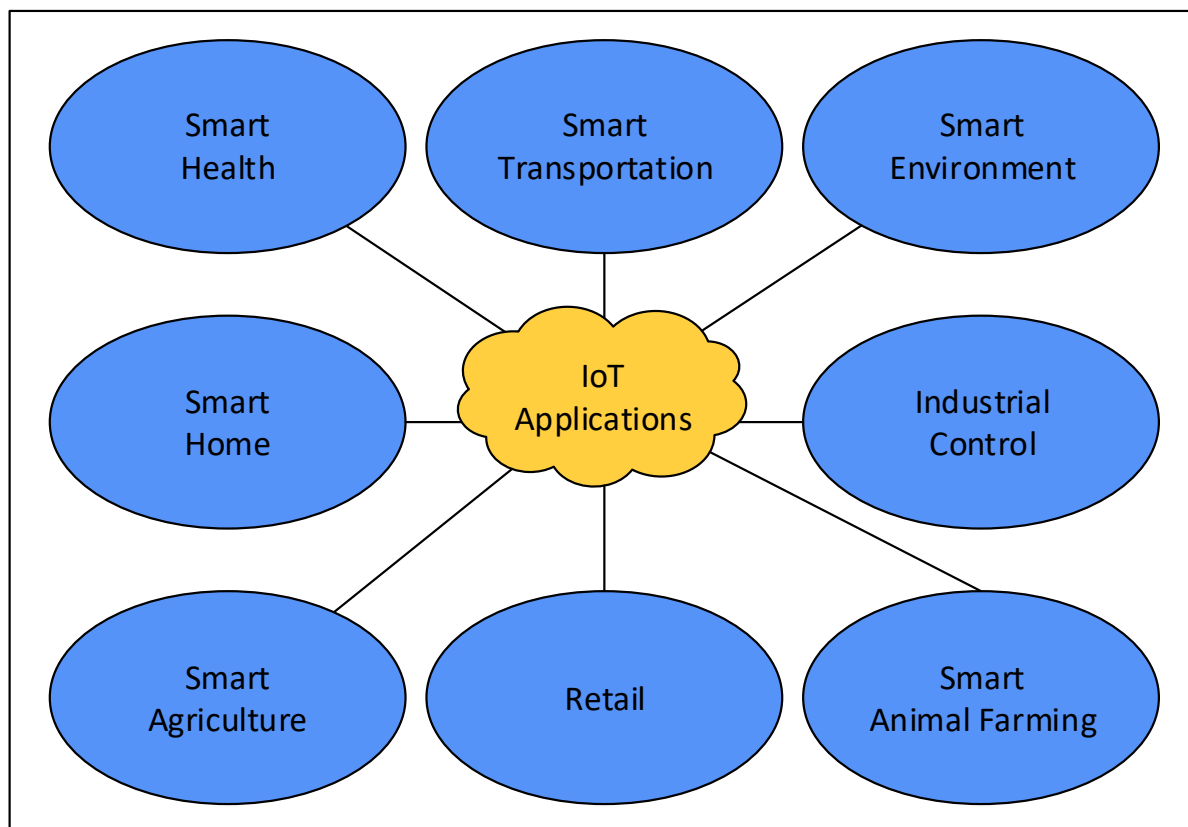 Smart
Health
Smart
Transportation
Smart
Environment
Smart
Home
IoT
Applications
Industrial
Control
Smart
Agriculture
Retail
Smart
Animal Farming